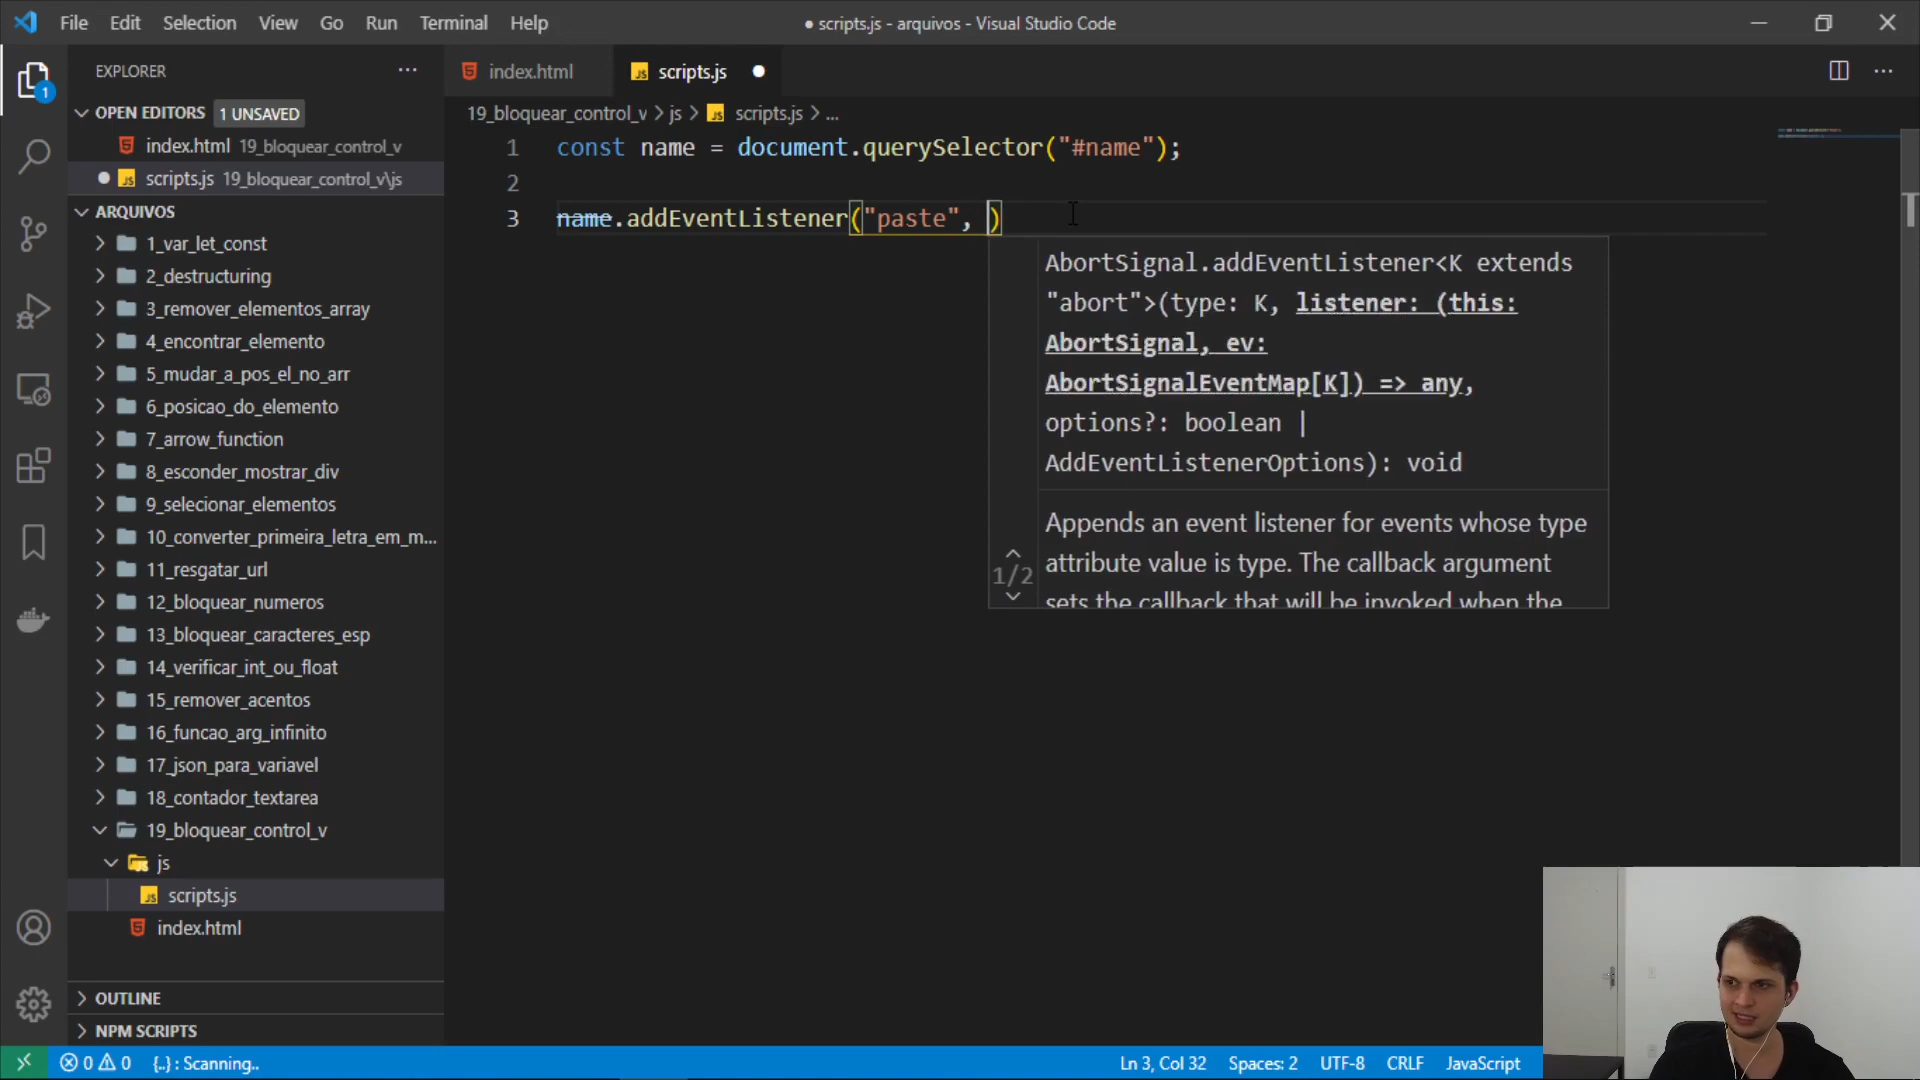 File Edit Selection View Go Run Terminal Help
● scripts.js - arquivos - Visual Studio Code
EXPLORER
OPEN EDITORS 1 UNSAVED
index.html 19_bloquear_control_v
scripts.js 19_bloquear_control_v\js
ARQUIVOS
1_var_let_const
2_destructuring
3_remover_elementos_array
4_encontrar_elemento
5_mudar_a_pos_el_no_arr
6_posicao_do_elemento
7_arrow_function
8_esconder_mostrar_div
9_selecionar_elementos
10_converter_primeira_letra_em_m...
11_resgatar_url
12_bloquear_numeros
13_bloquear_caracteres_esp
14_verificar_int_ou_float
15_remover_acentos
16_funcao_arg_infinito
17_json_para_variavel
18_contador_textarea
19_bloquear_control_v
js
scripts.js
index.html
OUTLINE
NPM SCRIPTS
index.html
scripts.js
19_bloquear_control_v > js > scripts.js > ...
1 const name = document.querySelector("#name");
2
3 name.addEventListener("paste", )
AbortSignal.addEventListener<K extends
"abort">(type: K, listener: (this:
AbortSignal, ev:
AbortSignalEventMap[K]) => any,
options?: boolean |
AddEventListenerOptions): void
1/2
Appends an event listener for events whose type
attribute value is type. The callback argument
sets the callback that will be invoked when the
1
0 0 {..} : Scanning..
Ln 3, Col 32 Spaces: 2 UTF-8 CRLF JavaScript